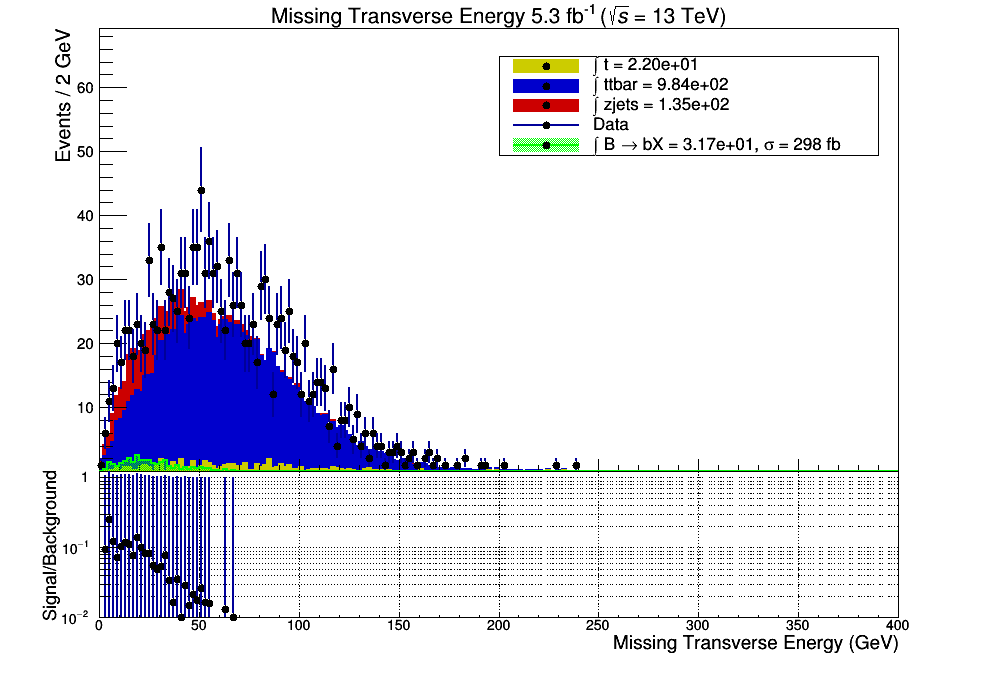 Missing Transverse Energy 5.3 fb⁻¹ (√s = 13 TeV)
Events / 2 GeV
60
50
40
30
20
10
∫ t = 2.20e+01
∫ ttbar = 9.84e+02
∫ zjets = 1.35e+02
Data
∫ B → bX = 3.17e+01, σ = 298 fb
Signal/Background
1
10⁻¹
10⁻²
0 50 100 150 200 250 300 350 400
Missing Transverse Energy (GeV)